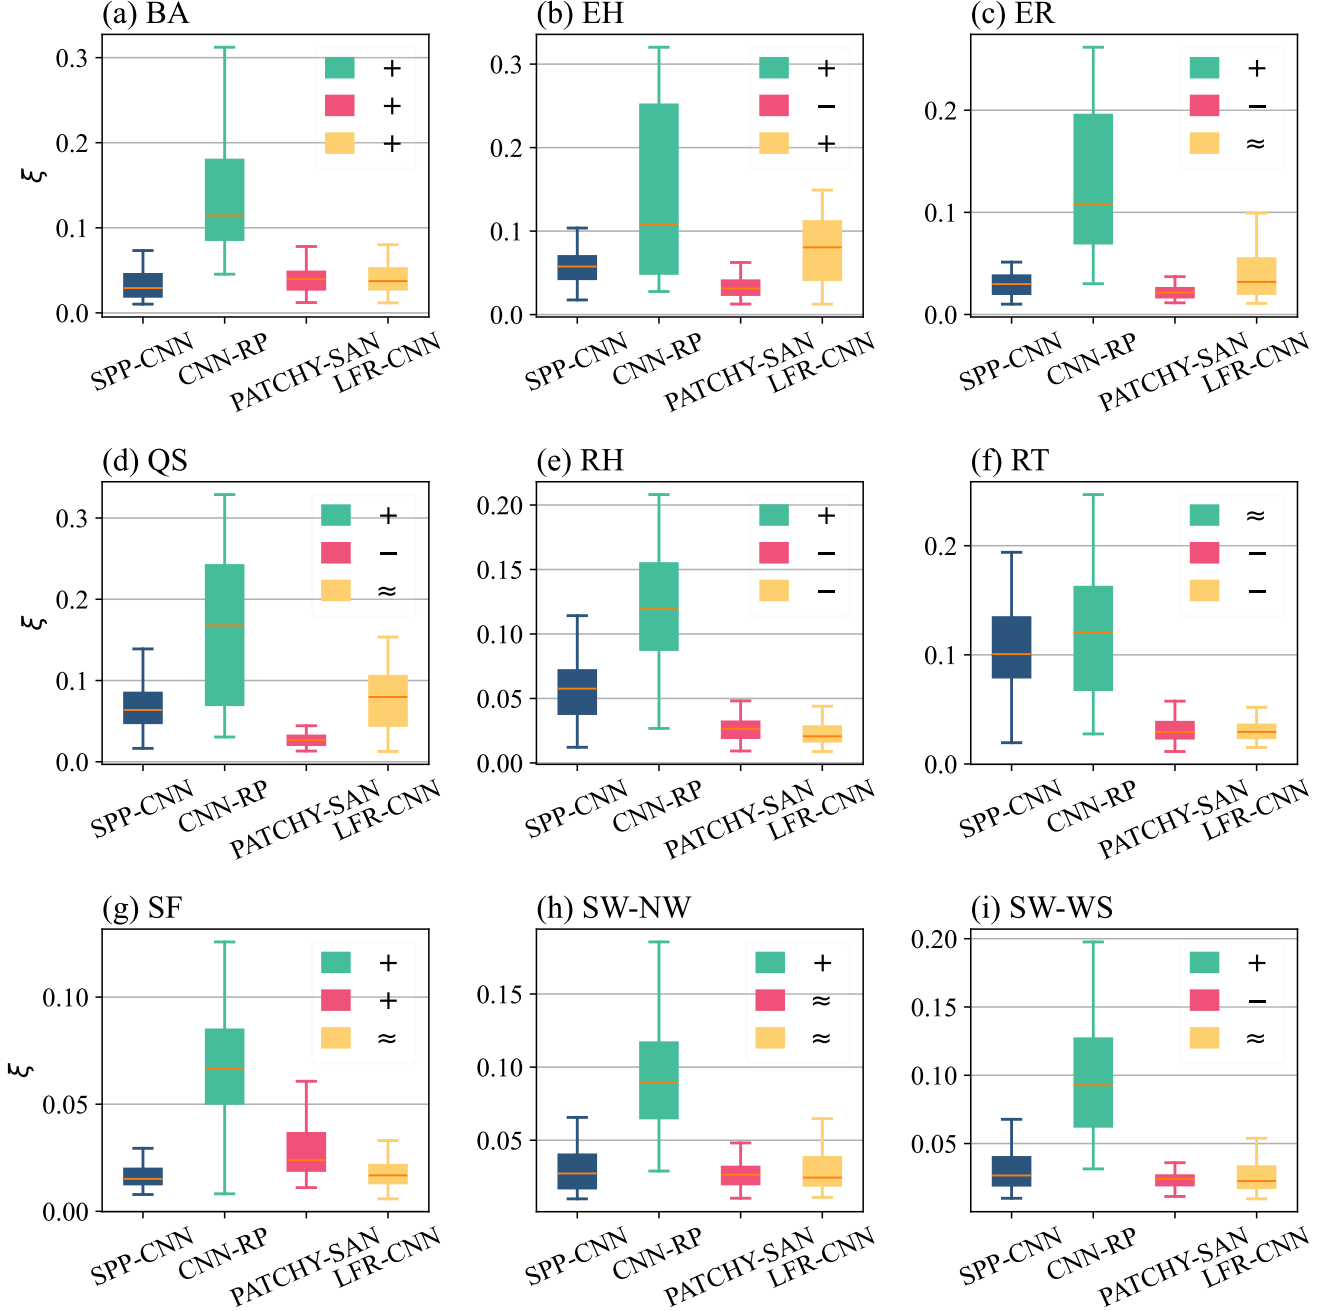 (a) BA
(b) EH
(c) ER
0.3
0.2
0.1
0.0
ξ
+
+
+
SPP-CNN
CNN-RP
PATCHY-SAN
LFR-CNN
0.3
0.2
0.1
0.0
+
−
+
SPP-CNN
CNN-RP
PATCHY-SAN
LFR-CNN
0.2
0.1
0.0
+
−
≈
SPP-CNN
CNN-RP
PATCHY-SAN
LFR-CNN
(d) QS
(e) RH
(f) RT
0.3
0.2
0.1
0.0
ξ
+
−
≈
SPP-CNN
CNN-RP
PATCHY-SAN
LFR-CNN
0.20
0.15
0.10
0.05
0.00
+
−
−
SPP-CNN
CNN-RP
PATCHY-SAN
LFR-CNN
0.2
0.1
0.0
≈
−
−
SPP-CNN
CNN-RP
PATCHY-SAN
LFR-CNN
(g) SF
(h) SW-NW
(i) SW-WS
0.10
0.05
0.00
ξ
+
+
≈
SPP-CNN
CNN-RP
PATCHY-SAN
LFR-CNN
0.15
0.10
0.05
+
≈
≈
SPP-CNN
CNN-RP
PATCHY-SAN
LFR-CNN
0.20
0.15
0.10
0.05
+
−
≈
SPP-CNN
CNN-RP
PATCHY-SAN
LFR-CNN